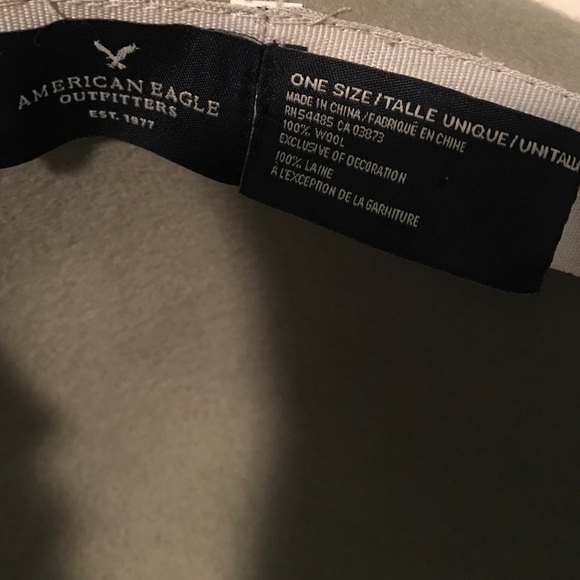 AMERICAN EAGLE
OUTFITTERS
EST. 1977
ONE SIZE/TALLE UNIQUE/UNITALLA
MADE IN CHINA/FABRIQUÉ EN CHINE
RN54485 CA 03873
100% WOOL
EXCLUSIVE OF DECORATION
100% LAINE
À L'EXCEPTION DE LA GARNITURE